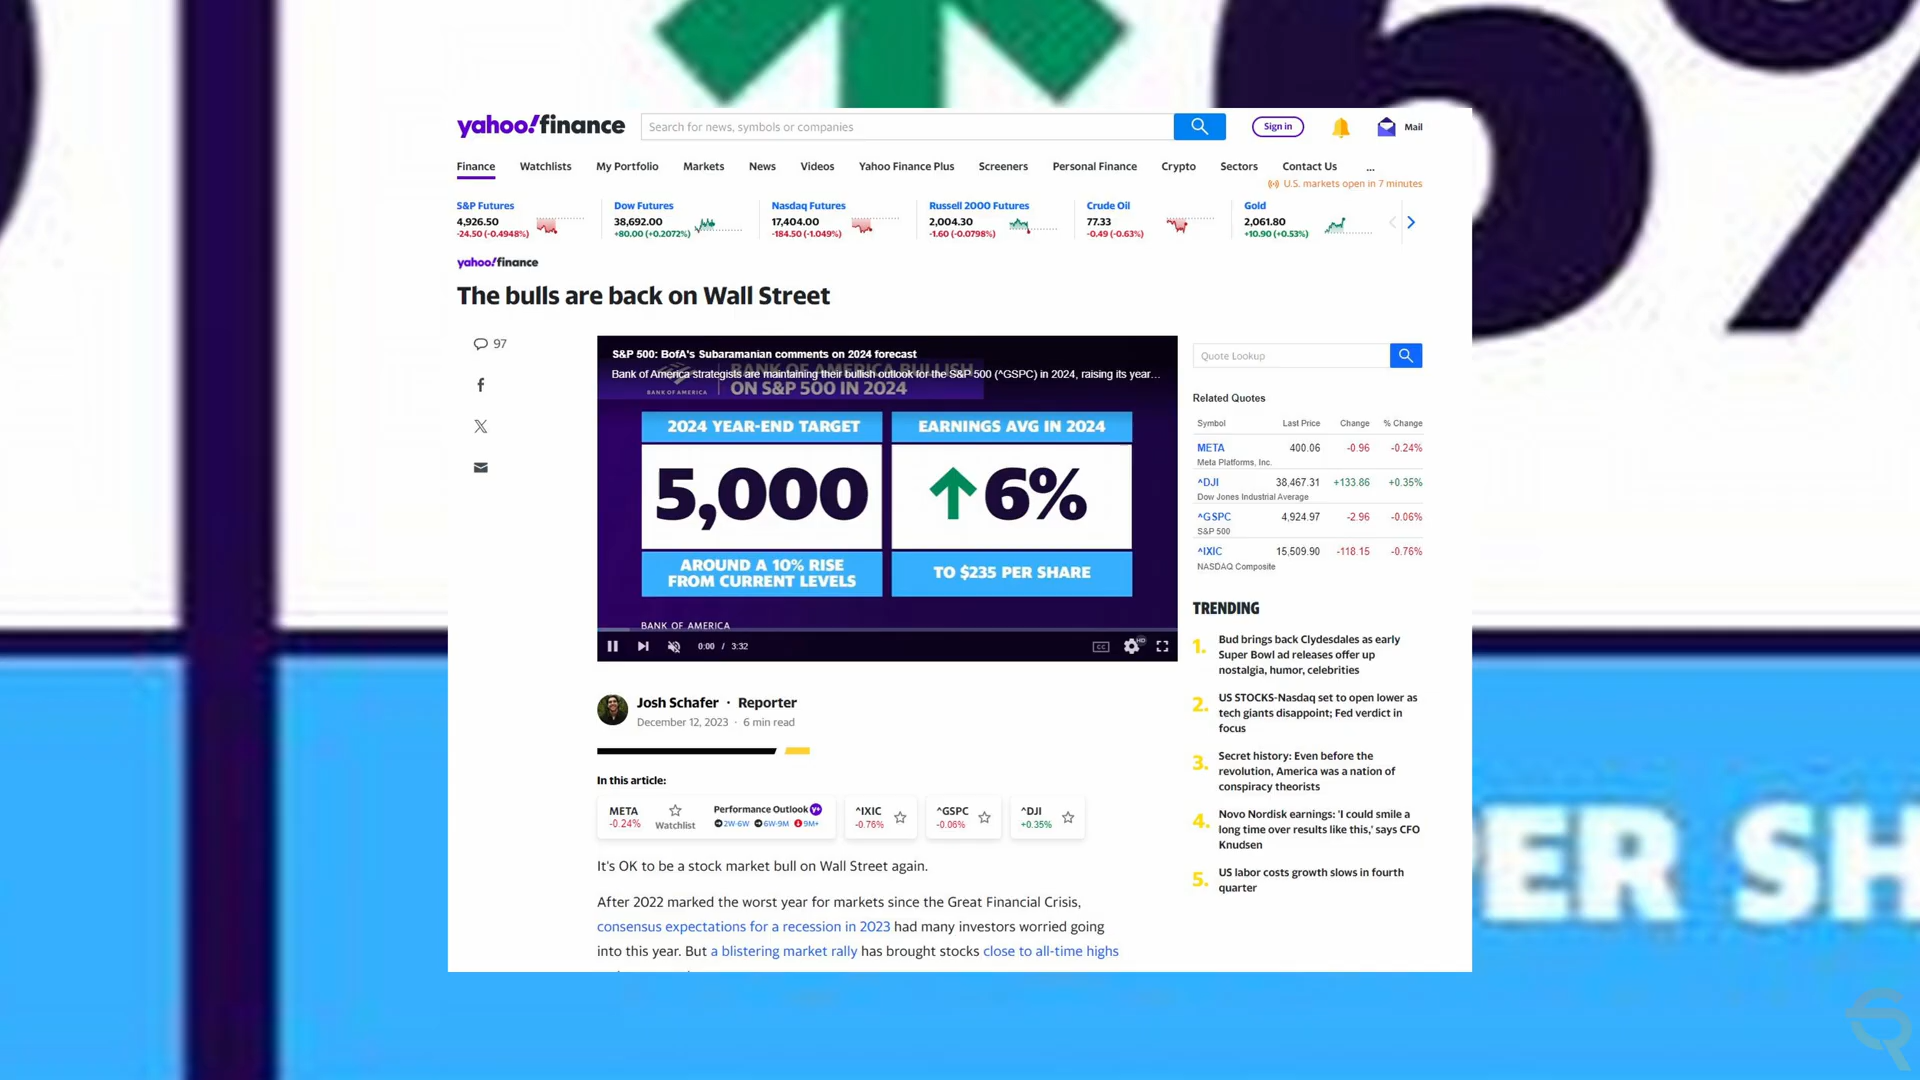 yahoo!finance
Search for news, symbols or companies
Sign in
Mail
Finance Watchlists My Portfolio Markets News Videos Yahoo Finance Plus Screeners Personal Finance Crypto Sectors Contact Us ...
U.S. markets open in 7 minutes
S&P Futures
4,926.50
-24.50 (-0.4948%)
Dow Futures
38,692.00
+80.00 (+0.2072%)
Nasdaq Futures
17,404.00
-184.50 (-1.049%)
Russell 2000 Futures
2,004.30
-1.60 (-0.0798%)
Crude Oil
77.33
-0.49 (-0.63%)
Gold
2,061.80
+10.90 (+0.53%)
yahoo!finance
The bulls are back on Wall Street
97
S&P 500: BofA's Subaramanian comments on 2024 forecast
Bank of America strategists are maintaining their bullish outlook for the S&P 500 (^GSPC) in 2024, raising its year...
BANK OF AMERICA
BANK OF AMERICA BULLISH
ON S&P 500 IN 2024
2024 YEAR-END TARGET
5,000
AROUND A 10% RISE
FROM CURRENT LEVELS
EARNINGS AVG IN 2024
6%
TO $235 PER SHARE
BANK OF AMERICA
0:00 / 3:32
CC
HD
Quote Lookup
Related Quotes
Symbol Last Price Change % Change
META 400.06 -0.96 -0.24%
Meta Platforms, Inc.
^DJI 38,467.31 +133.86 +0.35%
Dow Jones Industrial Average
^GSPC 4,924.97 -2.96 -0.06%
S&P 500
^IXIC 15,509.90 -118.15 -0.76%
NASDAQ Composite
TRENDING
1. Bud brings back Clydesdales as early
Super Bowl ad releases offer up
nostalgia, humor, celebrities
2. US STOCKS-Nasdaq set to open lower as
tech giants disappoint; Fed verdict in
focus
3. Secret history: Even before the
revolution, America was a nation of
conspiracy theorists
4. Novo Nordisk earnings: 'I could smile a
long time over results like this,' says CFO
Knudsen
5. US labor costs growth slows in fourth
quarter
Josh Schafer · Reporter
December 12, 2023 · 6 min read
In this article:
META
-0.24%
Watchlist
Performance Outlook Y+
2W-6W 6W-9M 9M+
^IXIC
-0.76%
^GSPC
-0.06%
^DJI
+0.35%
It's OK to be a stock market bull on Wall Street again.
After 2022 marked the worst year for markets since the Great Financial Crisis,
consensus expectations for a recession in 2023 had many investors worried going
into this year. But a blistering market rally has brought stocks close to all-time highs
6%
ER SH